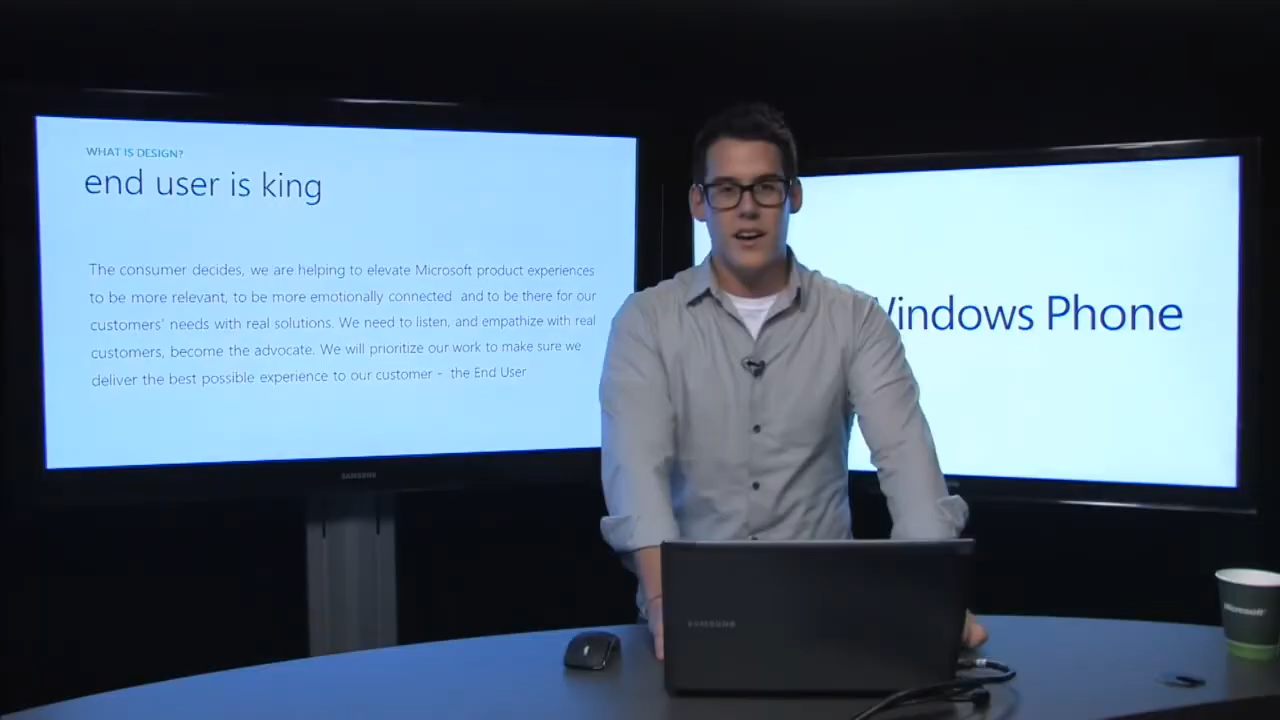 WHAT IS DESIGN?
end user is king
The consumer decides, we are helping to elevate Microsoft product experiences
to be more relevant, to be more emotionally connected and to be there for our
customers' needs with real solutions. We need to listen, and empathize with real
customers, become the advocate. We will prioritize our work to make sure we
deliver the best possible experience to our customer - the End User
SAMSUNG
Windows Phone
SAMSUNG
Microsoft